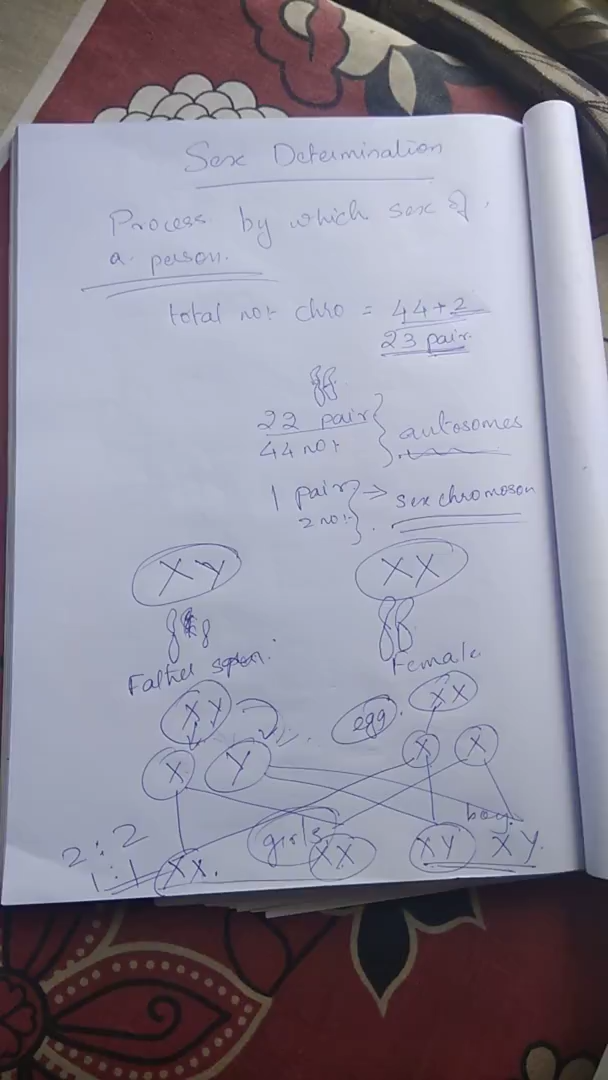 Sex Determination
Process by which sex of
a person.
total no:- chro = 44+2
23 pair.
22 pair
44 no:-
autosomes
1 pair → sex chromoson
2 no:-
XY XX
Father Female
XY egg. XX
X Y X X
boy
2:2 girls
1:1 XX. XX XY XY